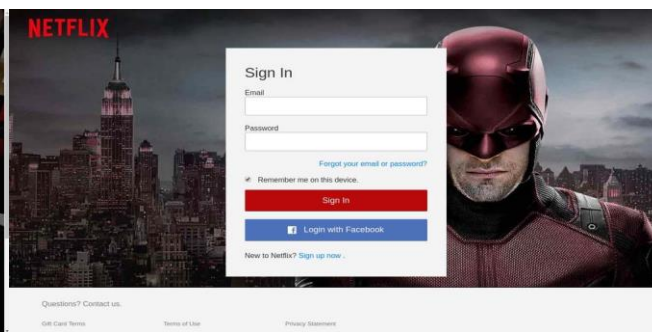 NETFLIX
Sign In
Email
Password
Forgot your email or password?
Remember me on this device.
Sign In
Login with Facebook
New to Netflix? Sign up now .
Questions? Contact us.
Gift Card Terms
Terms of Use
Privacy Statement